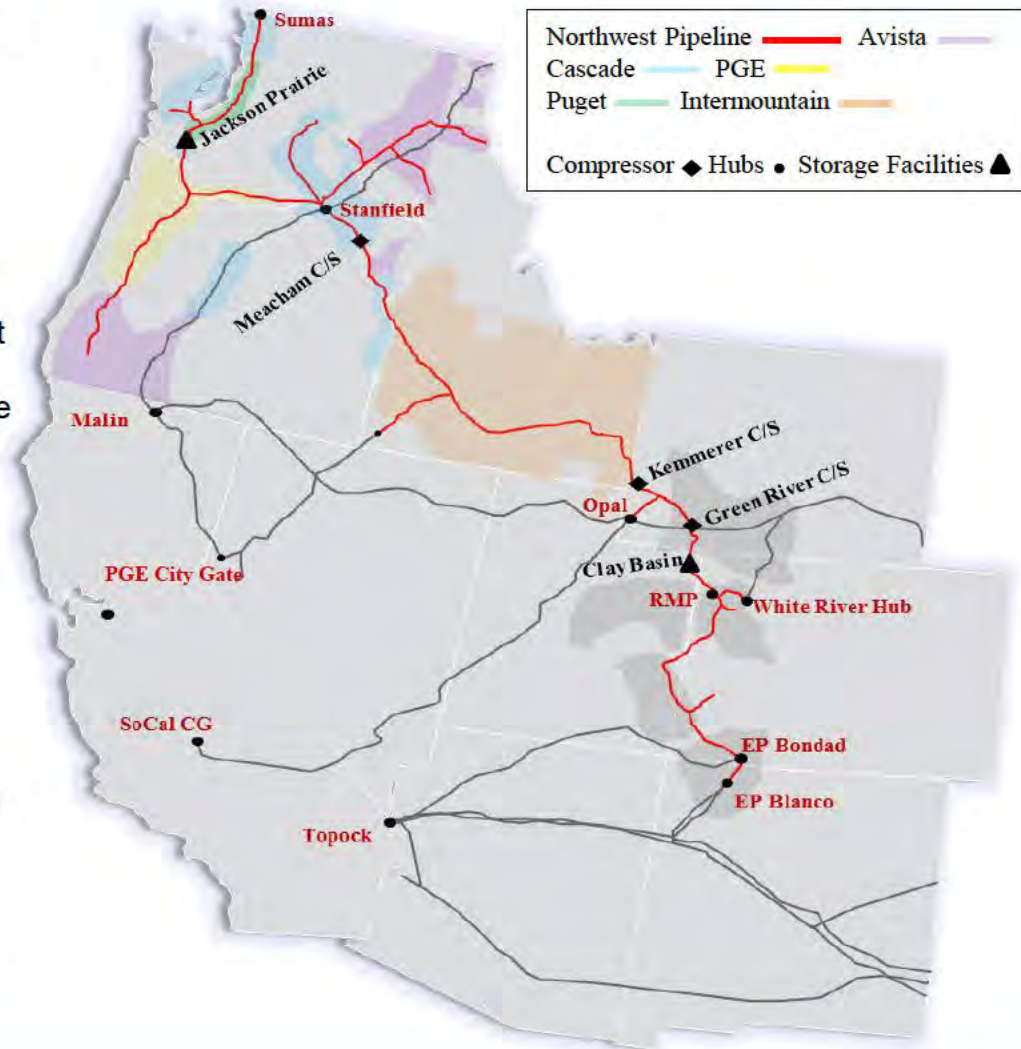 Northwest Pipeline Avista
Cascade PGE
Puget Intermountain
Compressor Hubs Storage Facilities
Sumas
Jackson Prairie
Stanfield
Meacham C/S
t
e
Malin
Kemmerer C/S
Opal
Green River C/S
PGE City Gate
Clay Basin
RMP
White River Hub
SoCal CG
EP Bondad
EP Blanco
Topock